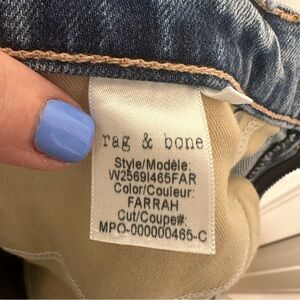 rag & bone
Style/Modèle:
W2569I465FAR
Color/Couleur:
FARRAH
Cut/Coupe#:
MPO-000000465-C